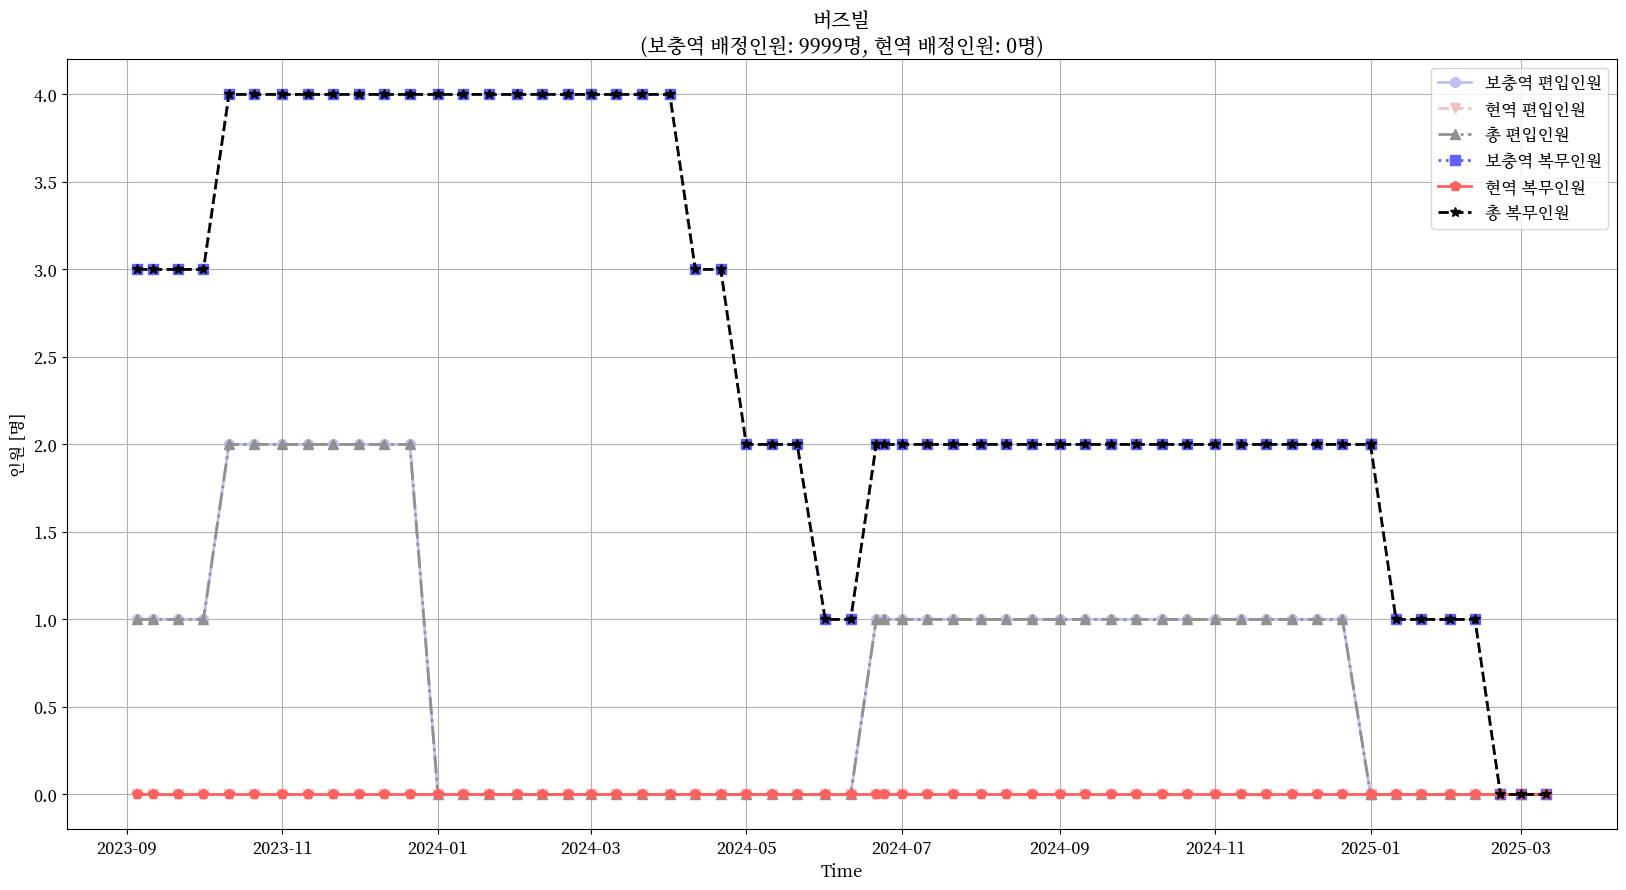 버즈빌
(보충역 배정인원: 9999명, 현역 배정인원: 0명)
보충역 편입인원
현역 편입인원
총 편입인원
보충역 복무인원
현역 복무인원
총 복무인원
인원 [명]
4.0
3.5
3.0
2.5
2.0
1.5
1.0
0.5
0.0
2023-09
2023-11
2024-01
2024-03
2024-05
2024-07
2024-09
2024-11
2025-01
2025-03
Time